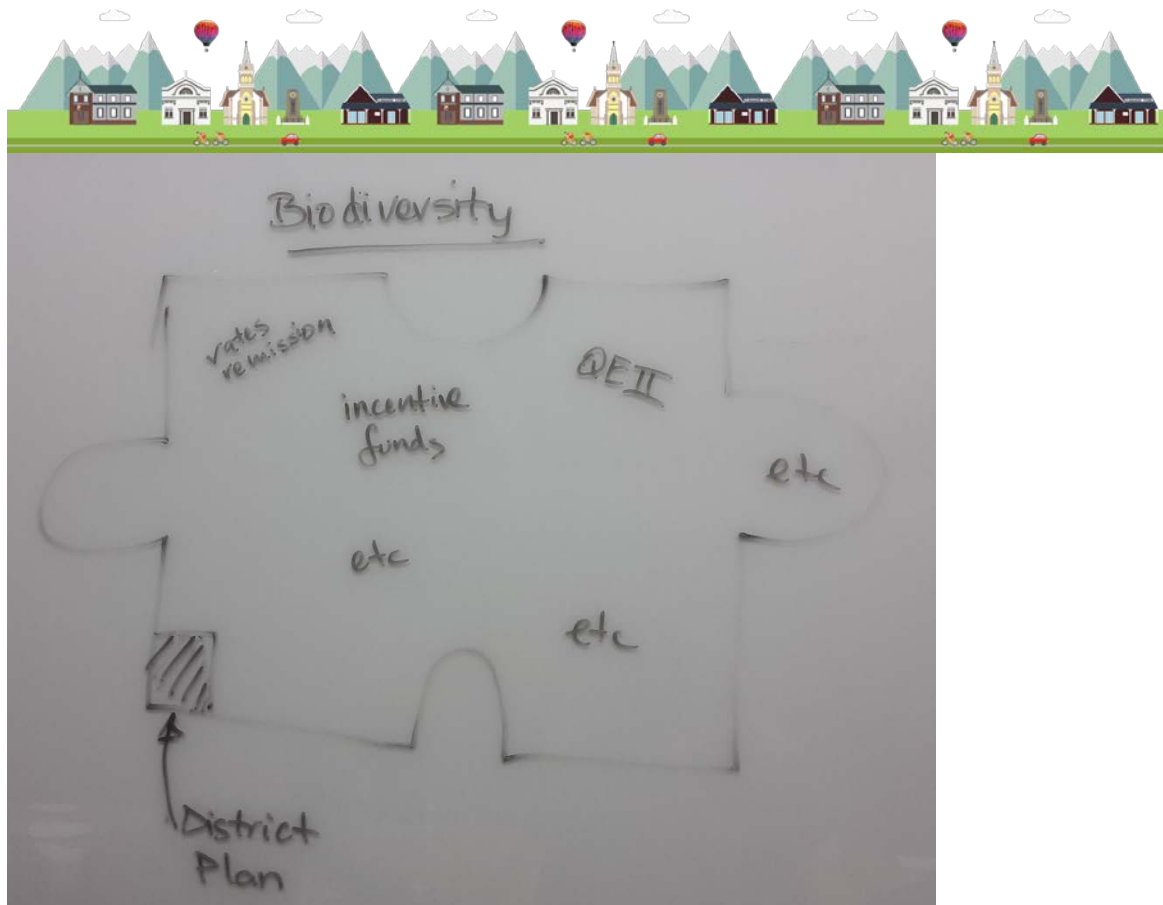 Biodiversity
rates
remission
incentive
funds
QEII
etc
etc
etc
District
Plan